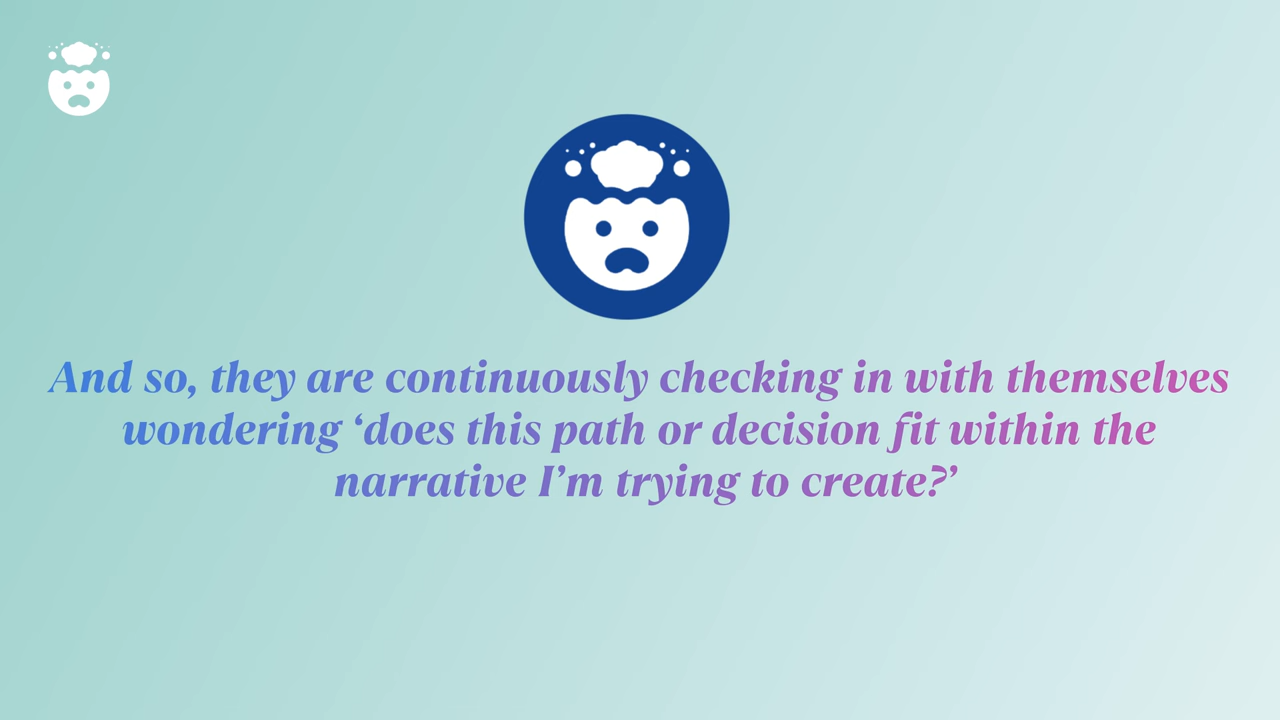 And so, they are continuously checking in with themselves
wondering ‘does this path or decision fit within the
narrative I’m trying to create?’